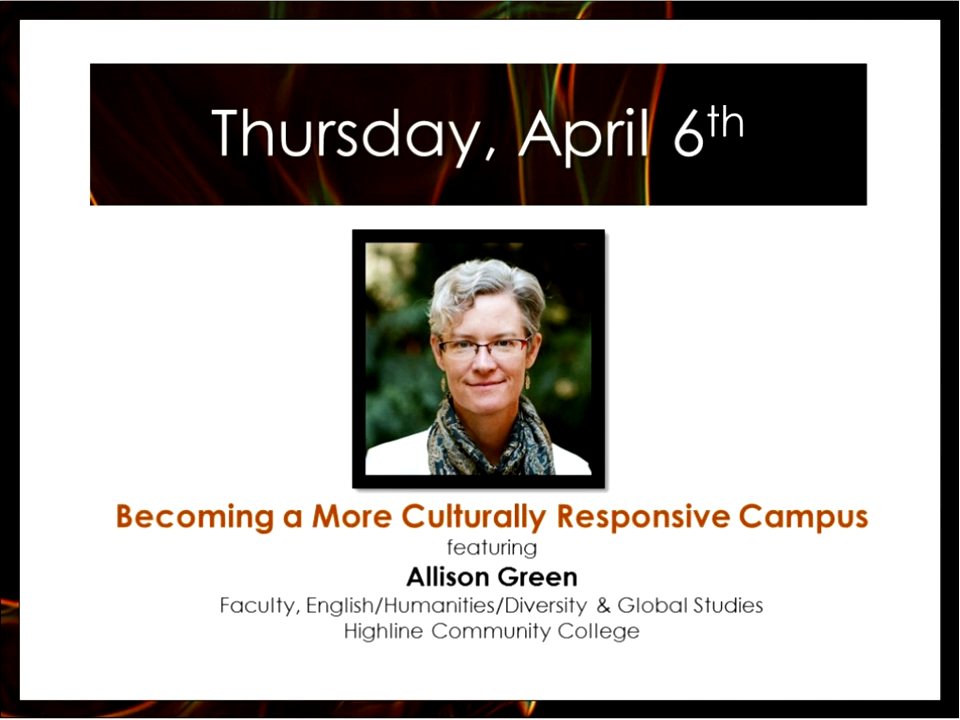 Thursday, April 6th
Becoming a More Culturally Responsive Campus
featuring
Allison Green
Faculty, English/Humanities/Diversity & Global Studies
Highline Community College